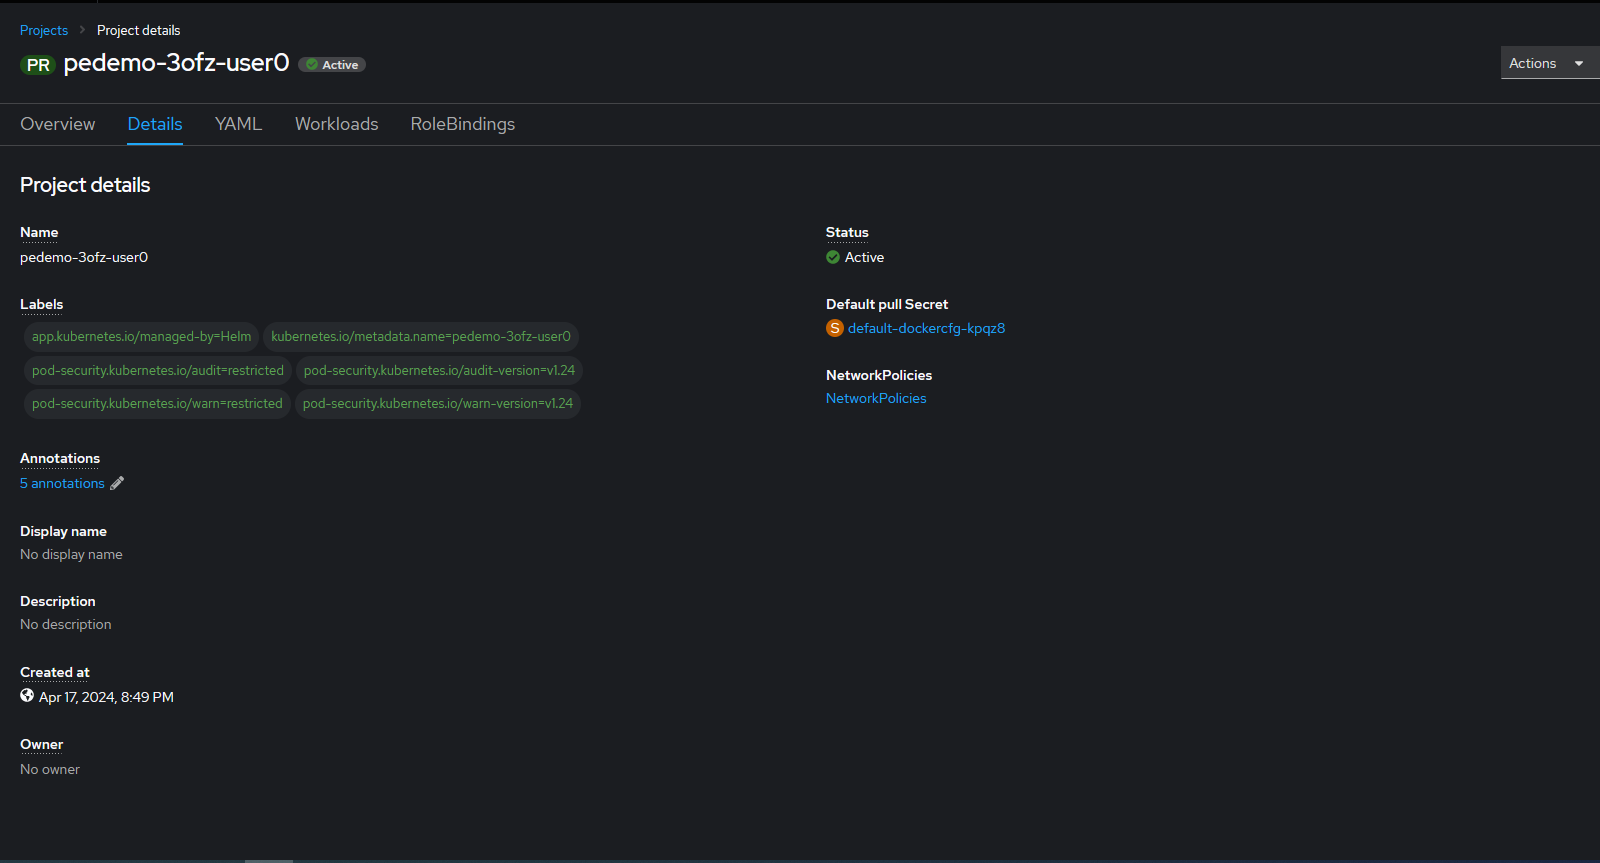 Projects Project details
PR pedemo-3ofz-user0 Active
Actions
Overview Details YAML Workloads RoleBindings
Project details
Name
pedemo-3ofz-user0
Labels
app.kubernetes.io/managed-by=Helm kubernetes.io/metadata.name=pedemo-3ofz-user0
pod-security.kubernetes.io/audit=restricted pod-security.kubernetes.io/audit-version=v1.24
pod-security.kubernetes.io/warn=restricted pod-security.kubernetes.io/warn-version=v1.24
Annotations
5 annotations
Display name
No display name
Description
No description
Created at
Apr 17, 2024, 8:49 PM
Owner
No owner
Status
Active
Default pull Secret
S default-dockercfg-kpqz8
NetworkPolicies
NetworkPolicies